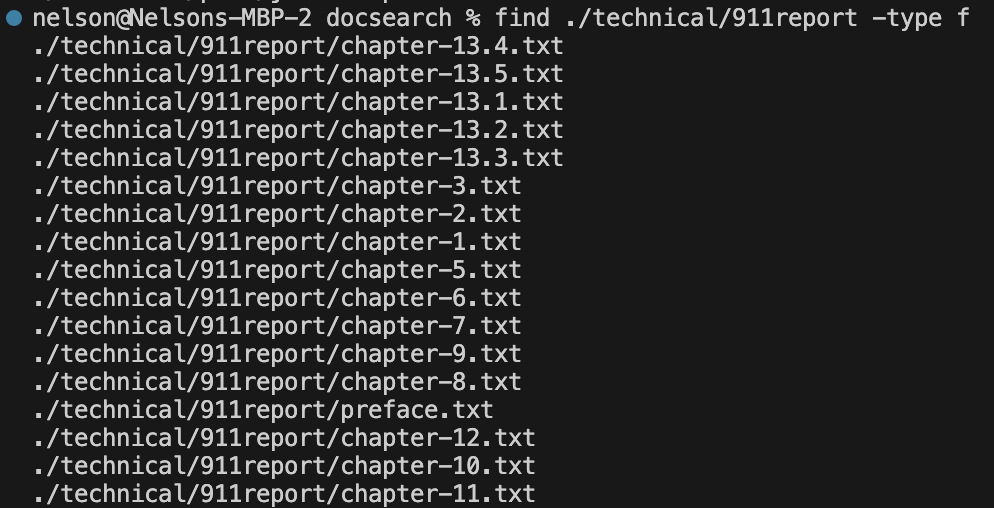 nelson@Nelsons-MBP-2 docsearch % find ./technical/911report -type f
./technical/911report/chapter-13.4.txt
./technical/911report/chapter-13.5.txt
./technical/911report/chapter-13.1.txt
./technical/911report/chapter-13.2.txt
./technical/911report/chapter-13.3.txt
./technical/911report/chapter-3.txt
./technical/911report/chapter-2.txt
./technical/911report/chapter-1.txt
./technical/911report/chapter-5.txt
./technical/911report/chapter-6.txt
./technical/911report/chapter-7.txt
./technical/911report/chapter-9.txt
./technical/911report/chapter-8.txt
./technical/911report/preface.txt
./technical/911report/chapter-12.txt
./technical/911report/chapter-10.txt
./technical/911report/chapter-11.txt